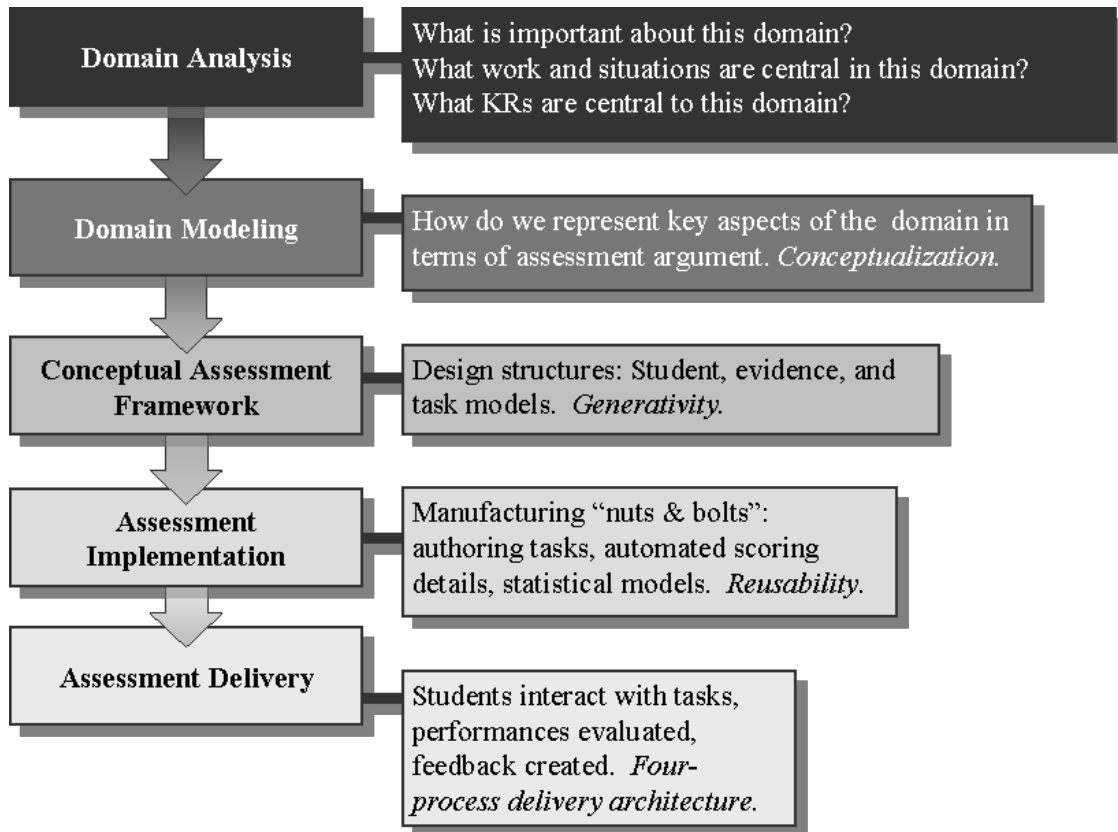 Domain Analysis
What is important about this domain?
What work and situations are central in this domain?
What KRs are central to this domain?
Domain Modeling
How do we represent key aspects of the  domain in
terms of assessment argument. Conceptualization.
Conceptual Assessment
Framework
Design structures: Student, evidence, and
task models.  Generativity.
Assessment
Implementation
Manufacturing “nuts & bolts”:
authoring tasks, automated scoring
details, statistical models.  Reusability.
Assessment Delivery
Students interact with tasks,
performances evaluated,
feedback created.  Four-
process delivery architecture.